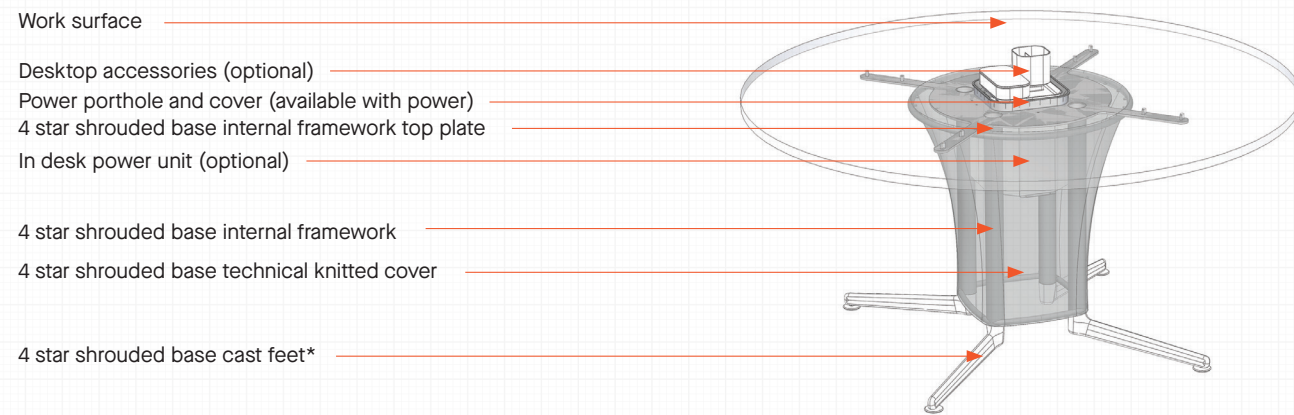 Work surface
Desktop accessories (optional)
Power porthole and cover (available with power)
4 star shrouded base internal framework top plate
In desk power unit (optional)
4 star shrouded base internal framework
4 star shrouded base technical knitted cover
4 star shrouded base cast feet*